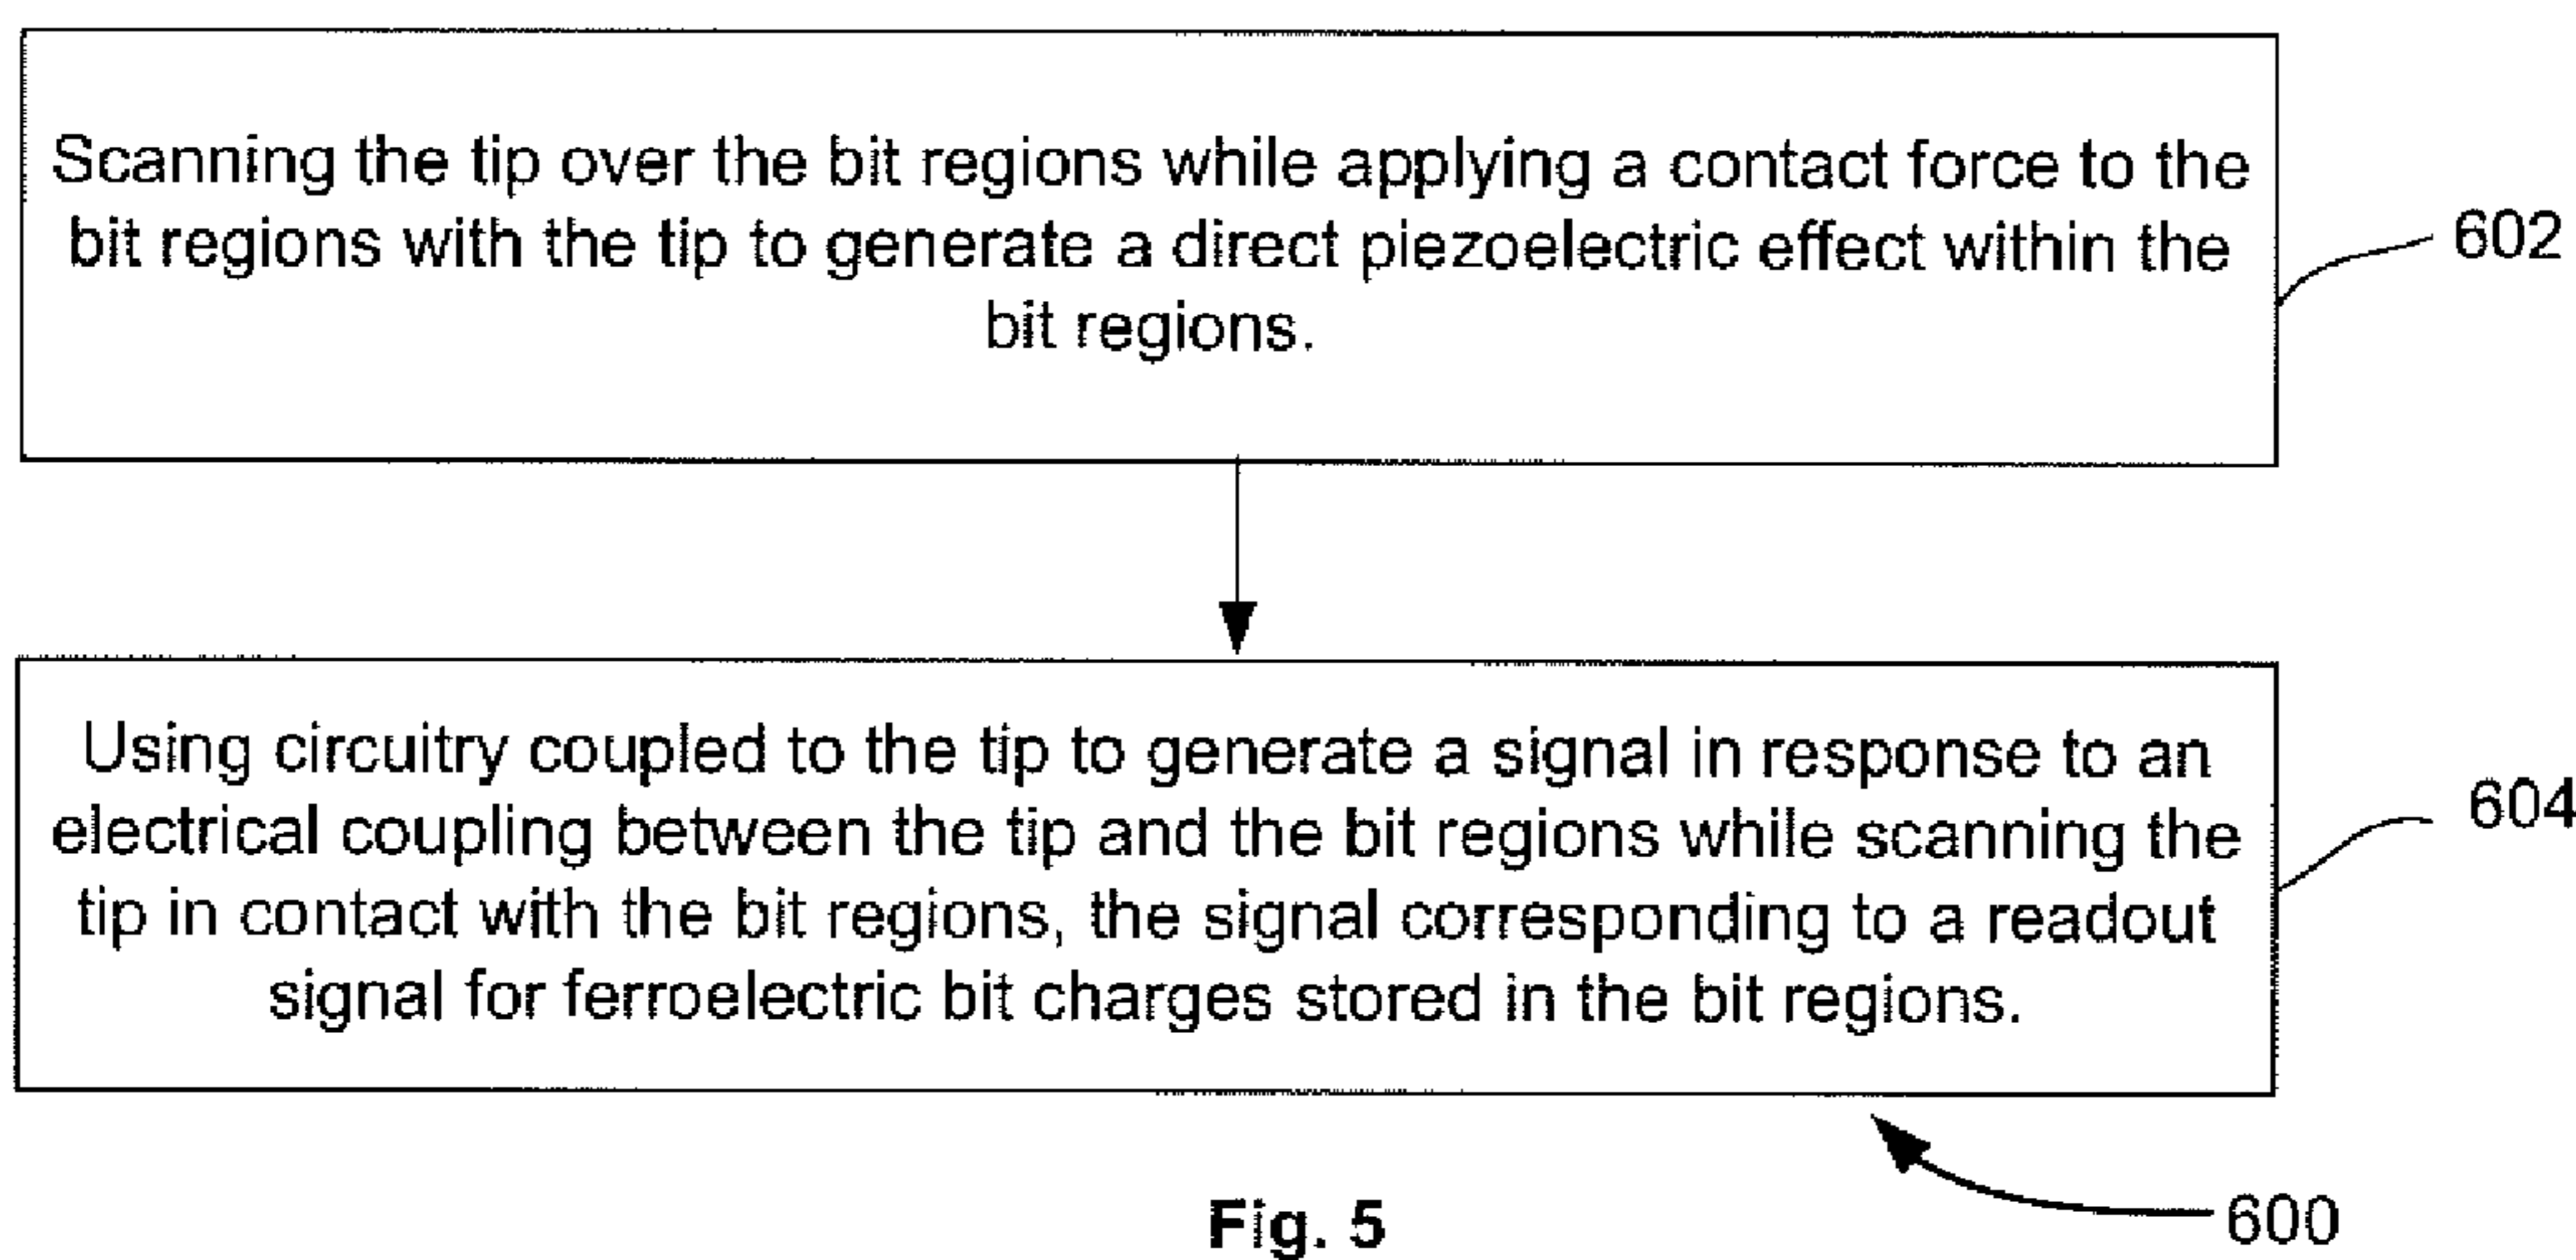 Scanning the tip over the bit regions while applying a contact force to the
bit regions with the tip to generate a direct piezoelectric effect within the
bit regions.
602
Using circuitry coupled to the tip to generate a signal in response to an
electrical coupling between the tip and the bit regions while scanning the
tip in contact with the bit regions, the signal corresponding to a readout
signal for ferroelectric bit charges stored in the bit regions.
604
Fig. 5
600